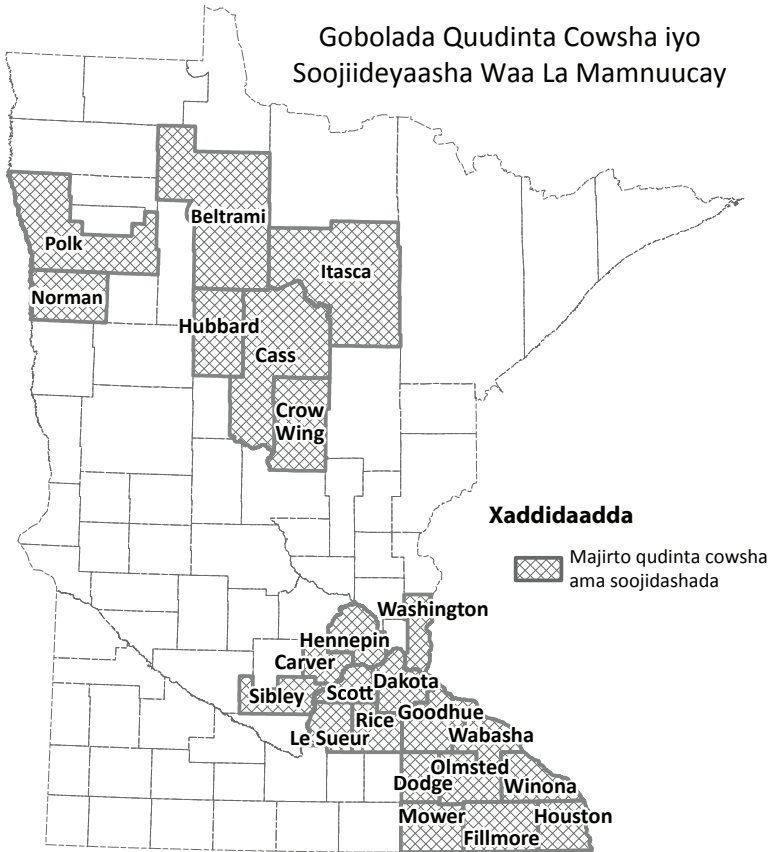 Gobolada Quudinta Cowsha iyo
Soojiideyaasha Waa La Mamnuucay
Beltrami
Polk
Itasca
Norman
Hubbard
Cass
Crow
Wing
Xaddidaadda
Majirto qudinta cowsha
ama soojidashada
Washington
Hennepin
Carver
Dakota
Scott
Sibley
Goodhue
Rice
Wabasha
Le Sueur
Olmsted
Dodge
Winona
Mower
Houston
Fillmore